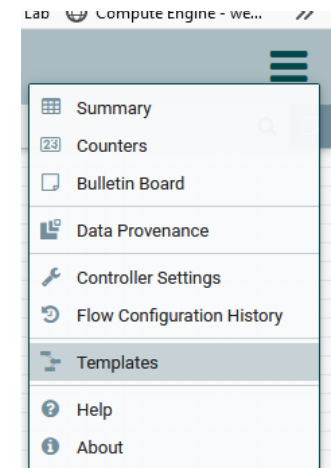 Lab Compute Engine - we...
Summary
23 Counters
Bulletin Board
Data Provenance
Controller Settings
Flow Configuration History
Templates
Help
About